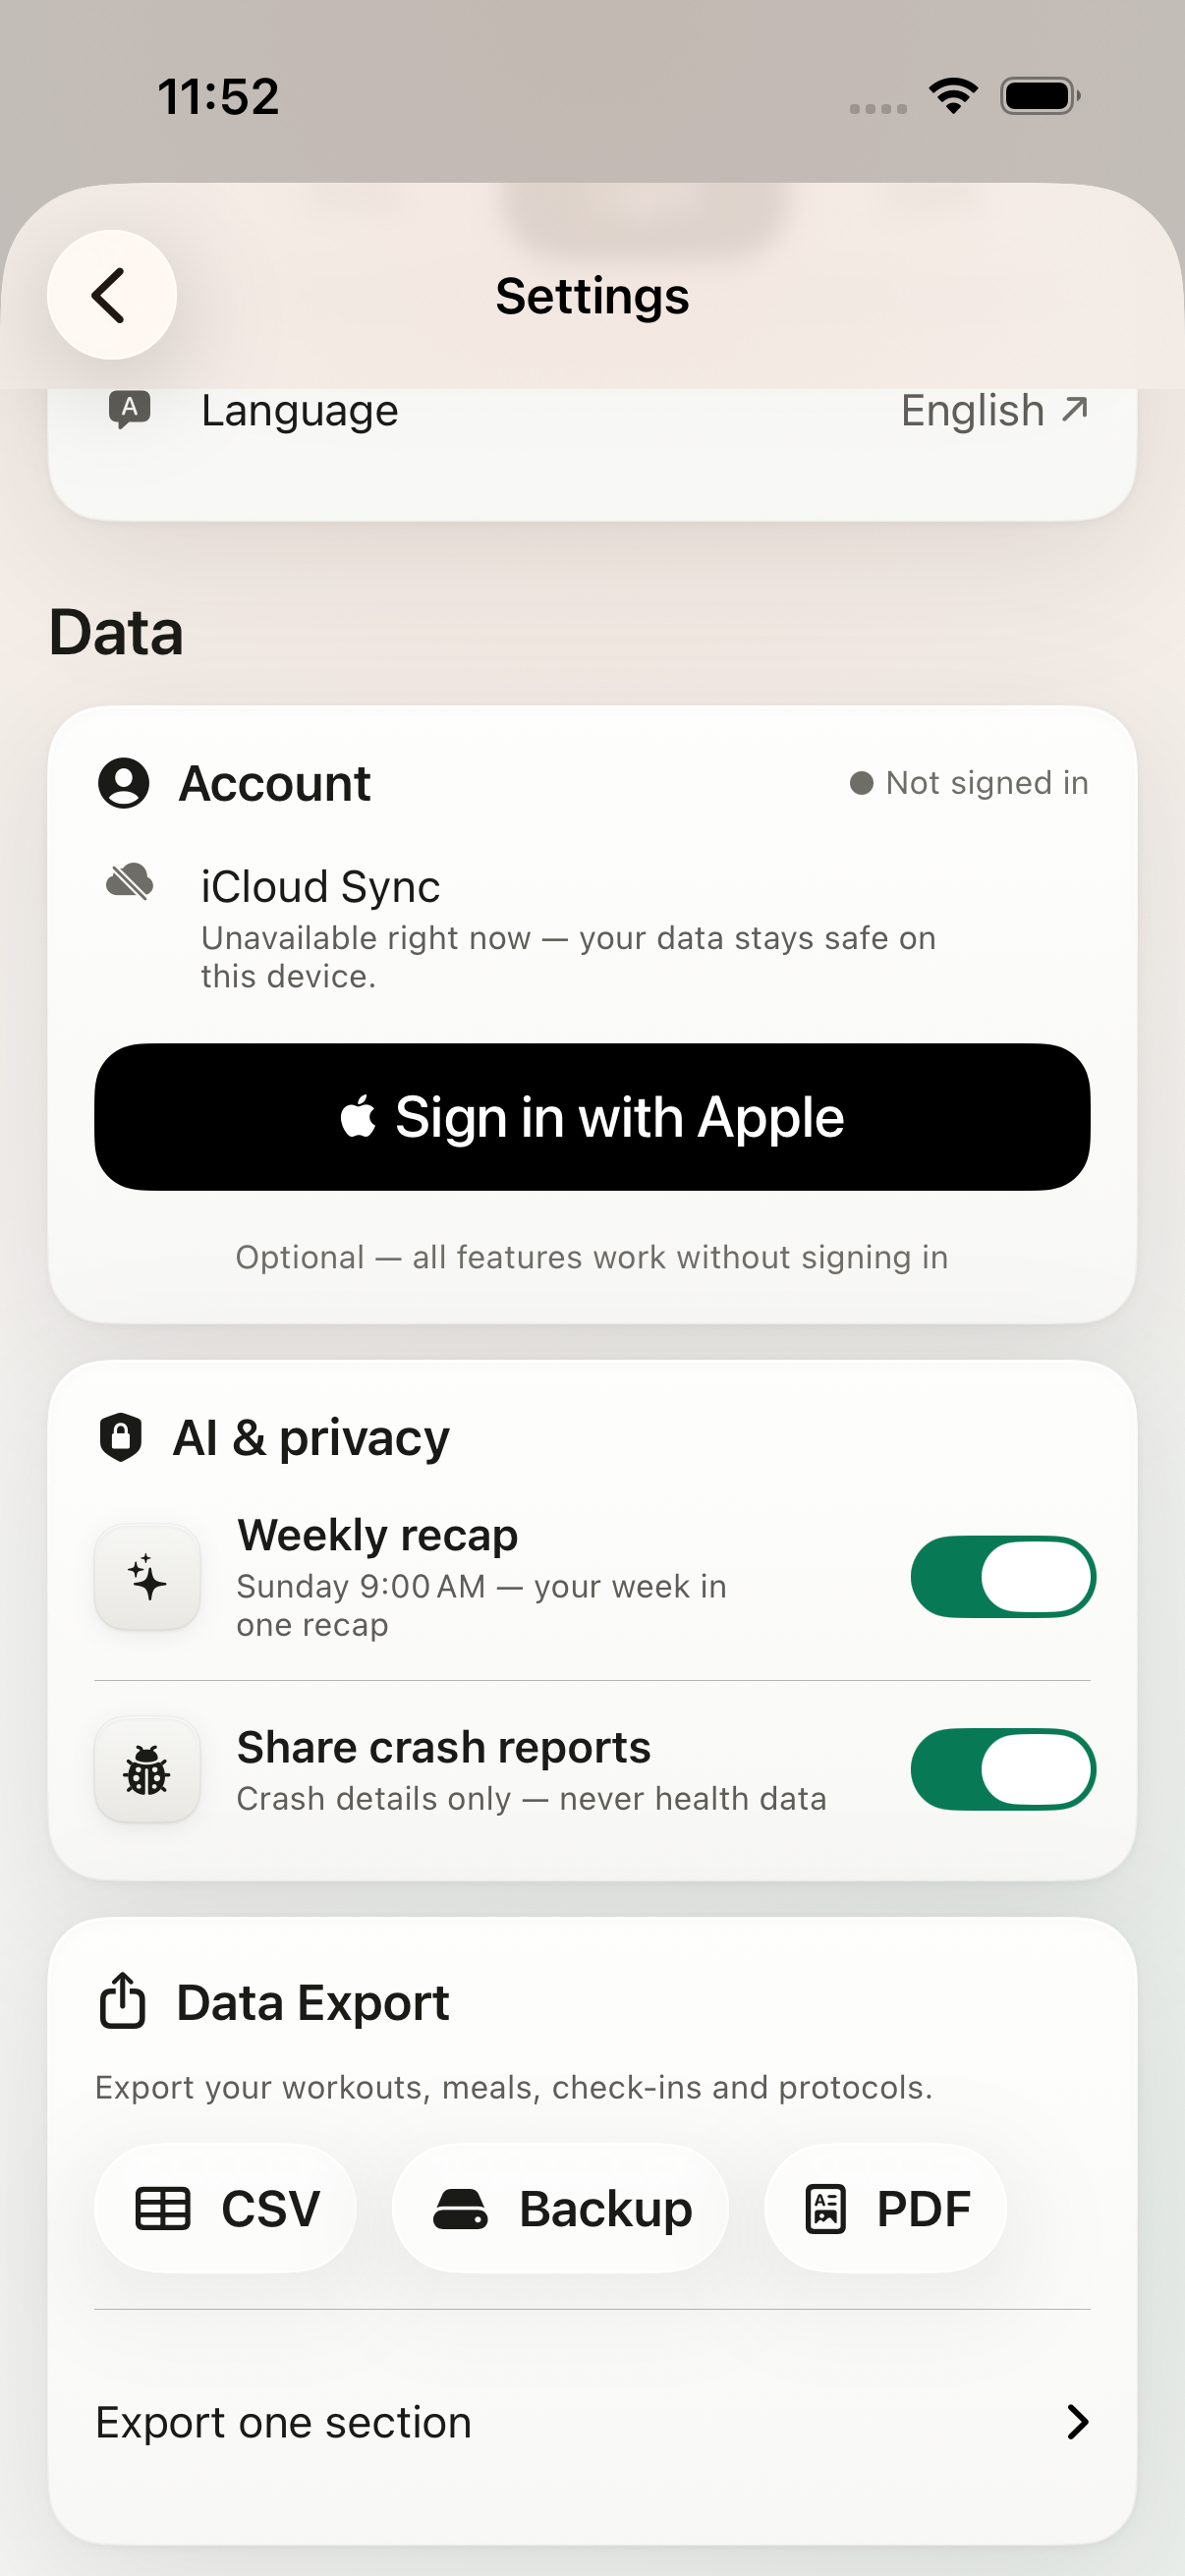 11:52
Settings
Language
English
Data
Account
Not signed in
iCloud Sync
Unavailable right now — your data stays safe on
this device.
Sign in with Apple
Optional — all features work without signing in
AI & privacy
Weekly recap
Sunday 9:00 AM — your week in
one recap
Share crash reports
Crash details only — never health data
Data Export
Export your workouts, meals, check-ins and protocols.
CSV
Backup
PDF
Export one section